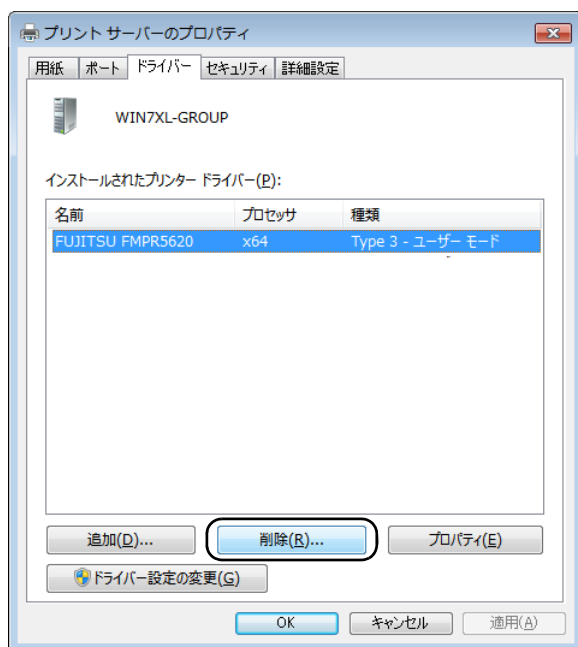 プリント サーバーのプロパティ
用紙 ポート ドライバー セキュリティ 詳細設定
WIN7XL-GROUP
インストールされたプリンター ドライバー(P):
名前 プロセッサ 種類
FUJITSU FMPR5620 x64 Type 3 - ユーザー モード
追加(D)... 削除(R)... プロパティ(E)
ドライバー設定の変更(G)
OK キャンセル 適用(A)